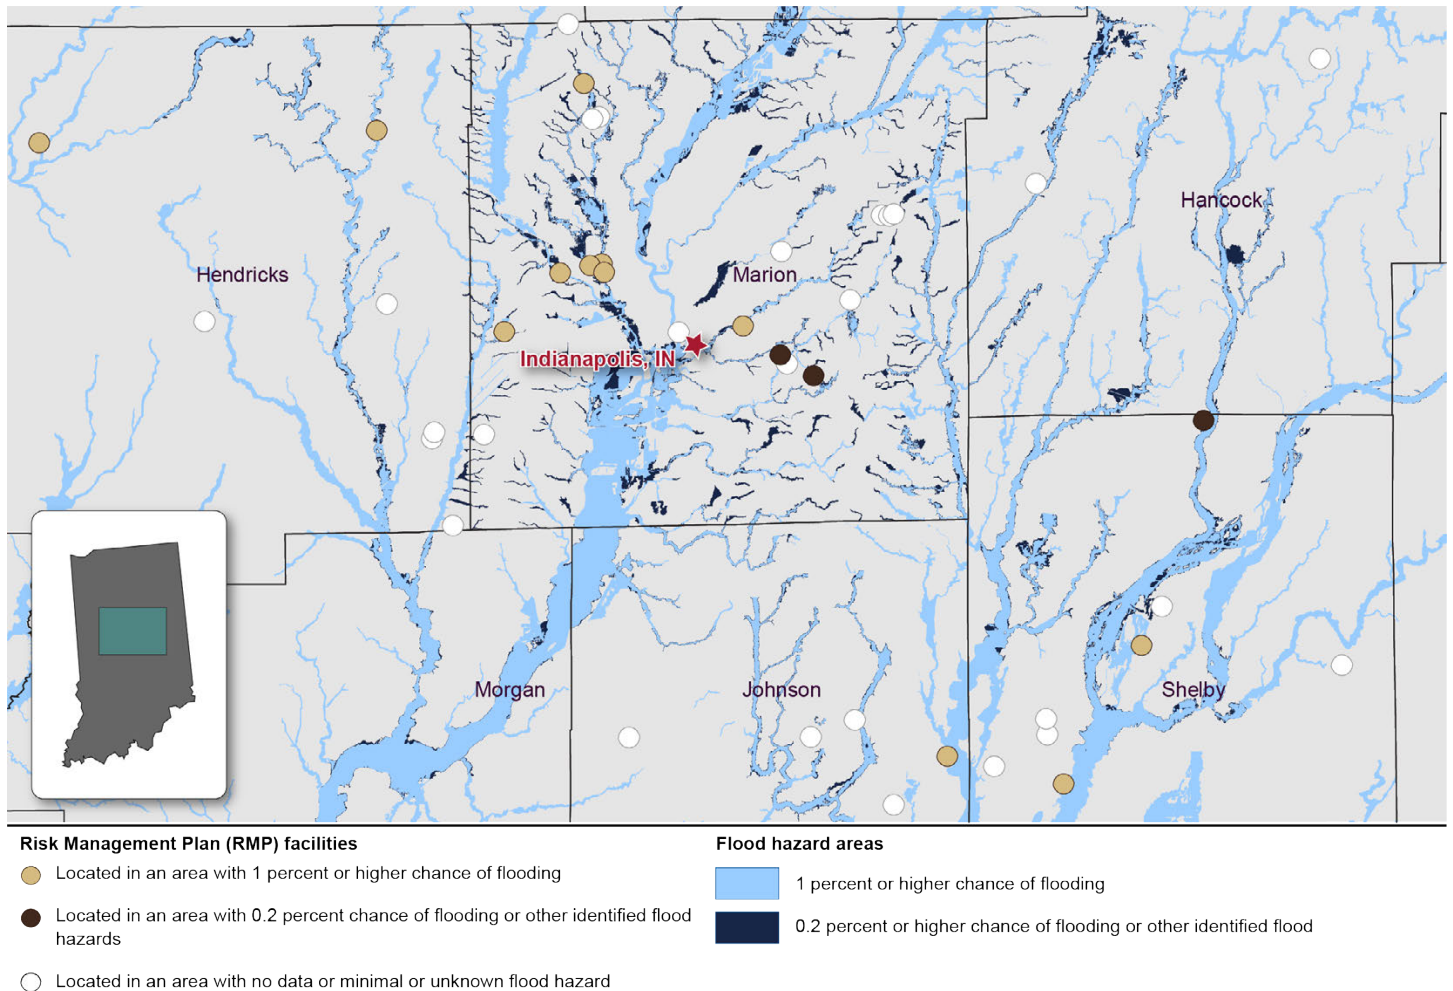 Hancock
Hendricks
Marion
Indianapolis, IN
Morgan
Johnson
Shelby
Risk Management Plan (RMP) facilities
Located in an area with 1 percent or higher chance of flooding
Located in an area with 0.2 percent chance of flooding or other identified flood
hazards
Located in an area with no data or minimal or unknown flood hazard
Flood hazard areas
1 percent or higher chance of flooding
0.2 percent or higher chance of flooding or other identified flood